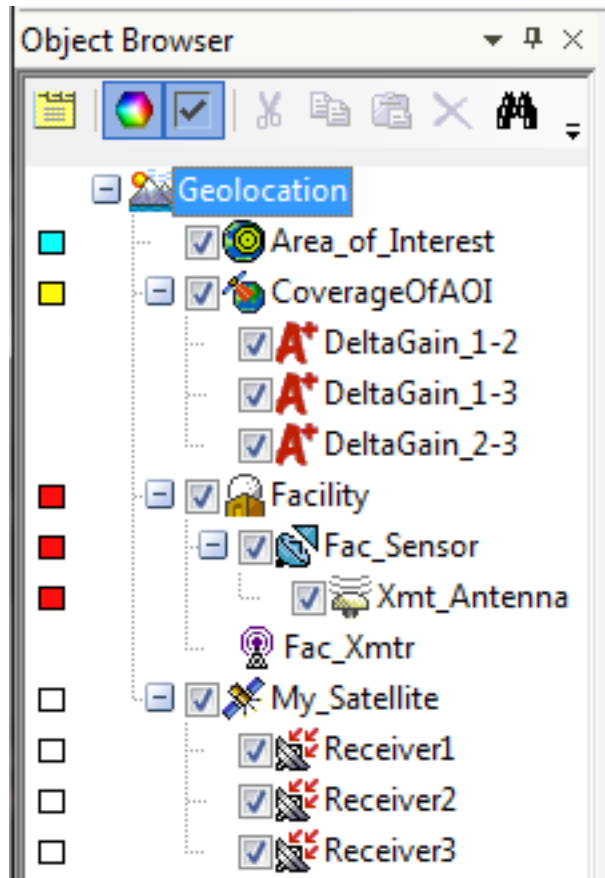 Object Browser
Geolocation
Area_of_Interest
CoverageOfAOI
DeltaGain_1-2
DeltaGain_1-3
DeltaGain_2-3
Facility
Fac_Sensor
Xmt_Antenna
Fac_Xmtr
My_Satellite
Receiver1
Receiver2
Receiver3